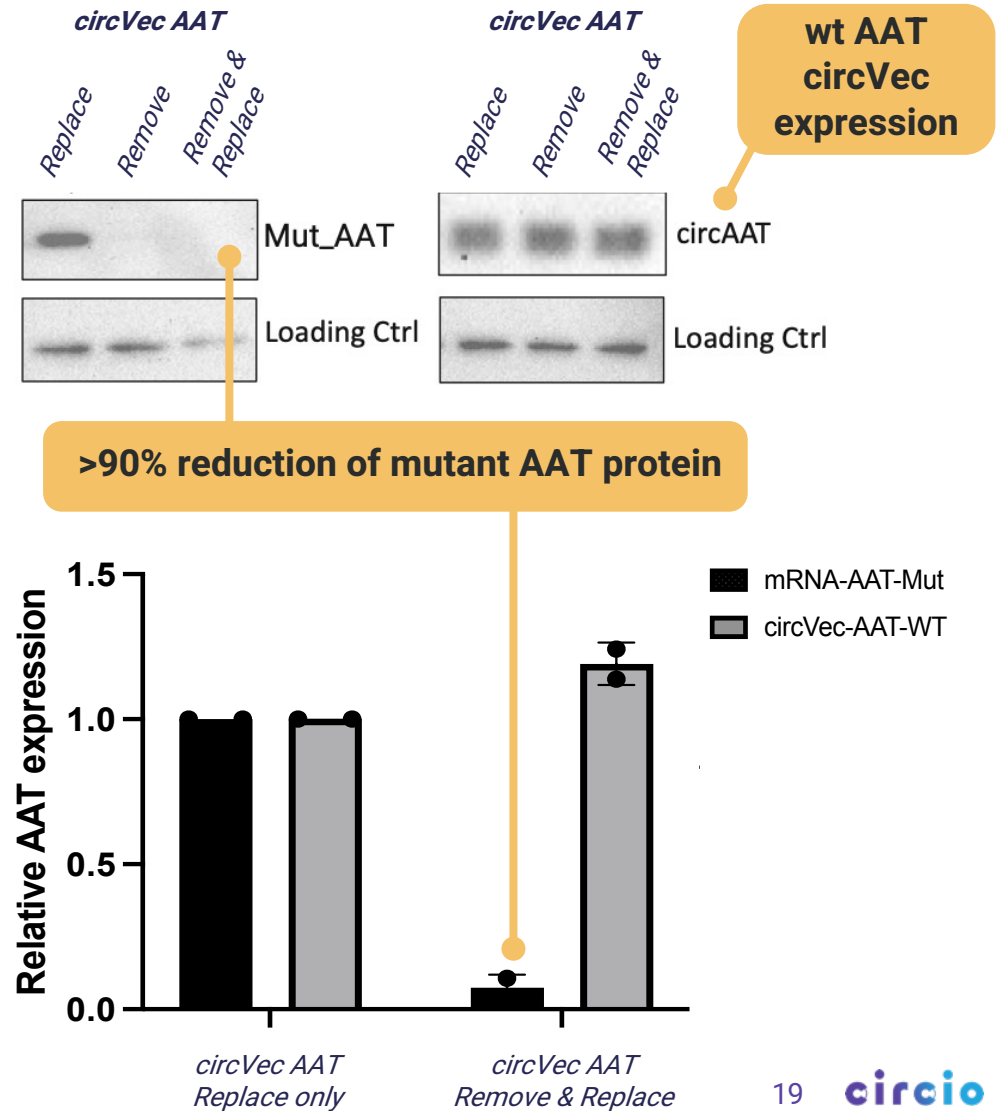 circVec AAT
Replace
Remove
Remove &
Replace
circVec AAT
Replace
Remove
Remove &
Replace
wt AAT
circVec
expression
Mut_AAT
circAAT
Loading Ctrl
Loading Ctrl
>90% reduction of mutant AAT protein
mRNA-AAT-Mut
circVec-AAT-WT
Relative AAT expression
1.5
1.0
0.5
0.0
circVec AAT
Replace only
circVec AAT
Remove & Replace
19
circio